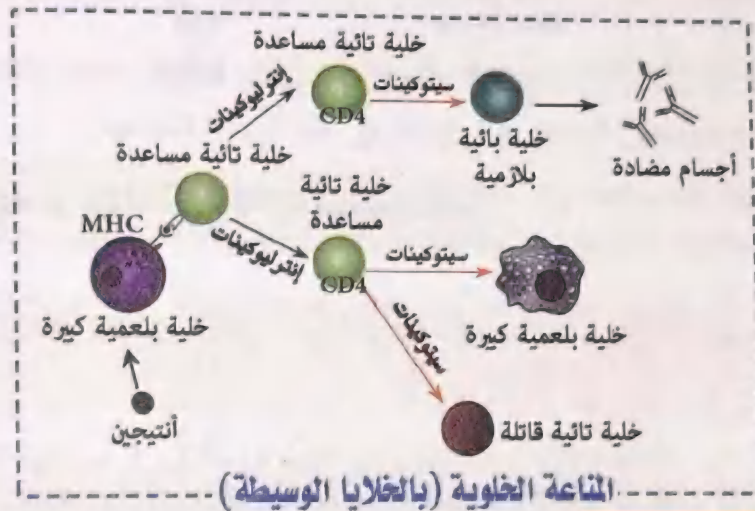 خلية تائية مساعدة
إنترليوكينات
CD4
سيتوكينات
خلية بائية
بلازمية
أجسام مضادة
خلية تائية مساعدة
خلية تائية
مساعدة
MHC
إنترليوكينات
CD4
سيتوكينات
خلية بلعمية كبيرة
خلية بلعمية كبيرة
سيتوكينات
أنتيجين
خلية تائية قاتلة
المناعة الخلوية (بالخلايا الوسيطة)